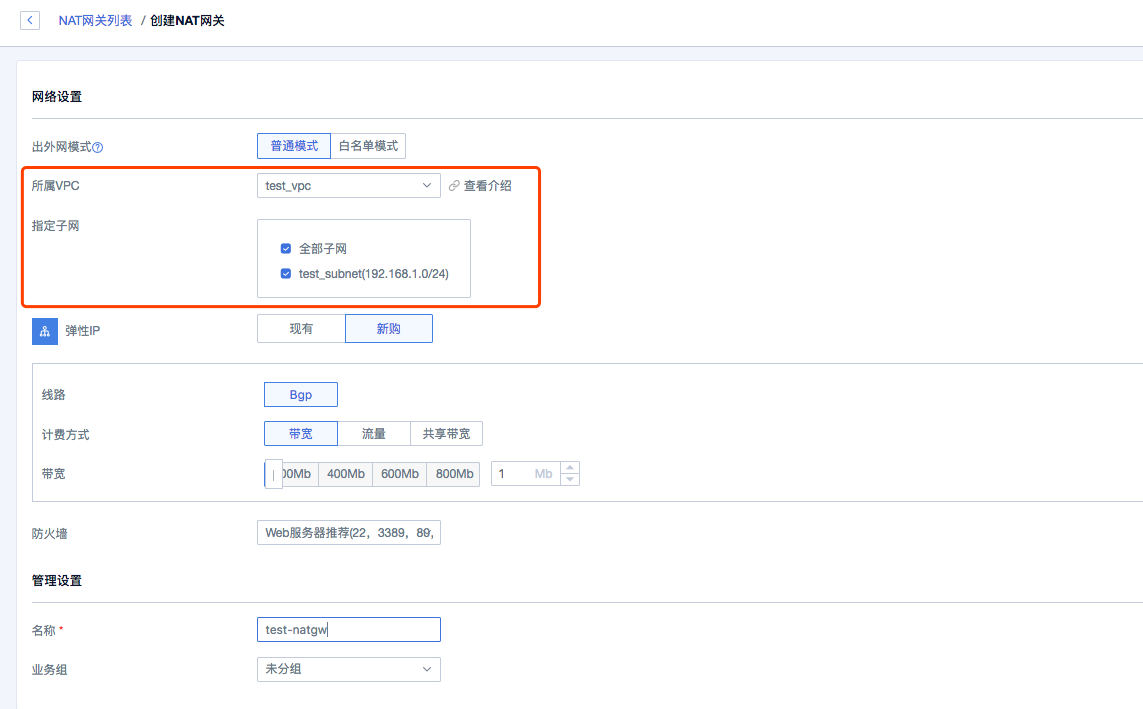 NAT网关列表 / 创建NAT网关
网络设置
出外网模式 普通模式 白名单模式
所属VPC test_vpc 查看介绍
指定子网
全部子网
test_subnet(192.168.1.0/24)
弹性IP 现有 新购
线路 Bgp
计费方式 带宽 流量 共享带宽
带宽 00Mb 400Mb 600Mb 800Mb 1 Mb
防火墙 Web服务器推荐(22，3389，80，
管理设置
名称 * test-natgw
业务组 未分组